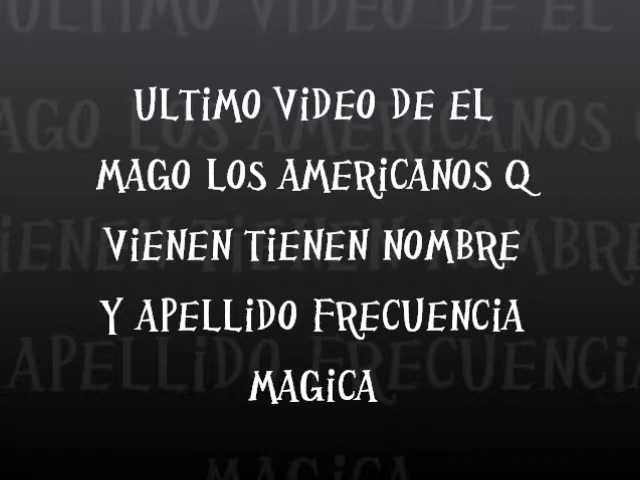 ULTiMO ViDEO DE EL
MAGO LOS AMERiCANOS Q
ViENEN TiENEN NOMBRE
Y APELLiDO FRECUENCiA
MAGiCA